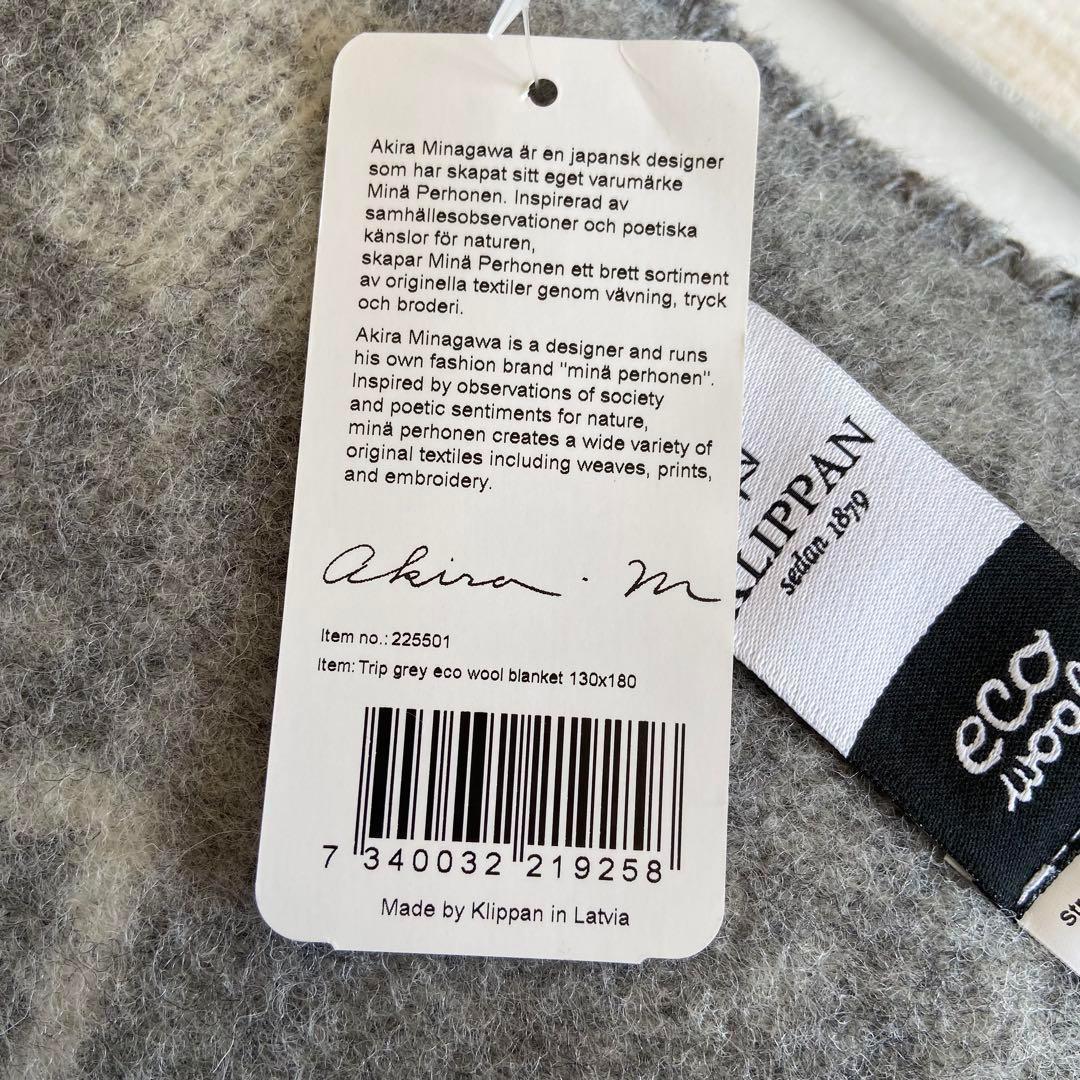 Akira Minagawa är en japansk designer
som har skapat sitt eget varumärke
Minä Perhonen. Inspirerad av
samhällesobservationer och poetiska
känslor för naturen,
skapar Minä Perhonen ett brett sortiment
av originella textiler genom vävning, tryck
och broderi.
Akira Minagawa is a designer and runs
his own fashion brand "minä perhonen".
Inspired by observations of society
and poetic sentiments for nature,
minä perhonen creates a wide variety of
original textiles including weaves, prints,
and embroidery.
Akira . m
Item no.: 225501
Item: Trip grey eco wool blanket 130x180
7 340032 219258
Made by Klippan in Latvia
KLIPPAN
sedan 1879
eco
wool